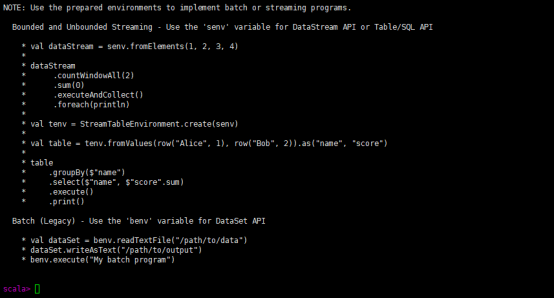 NOTE: Use the prepared environments to implement batch or streaming programs.
Bounded and Unbounded Streaming - Use the 'senv' variable for DataStream API or Table/SQL API
* val dataStream = senv.fromElements(1, 2, 3, 4)
*
* dataStream
*     .countWindowAll(2)
*     .sum(0)
*     .executeAndCollect()
*     .foreach(println)
*
* val tenv = StreamTableEnvironment.create(senv)
*
* val table = tenv.fromValues(row("Alice", 1), row("Bob", 2)).as("name", "score")
*
* table
*     .groupBy($"name")
*     .select($"name", $"score".sum)
*     .execute()
*     .print()
Batch (Legacy) - Use the 'benv' variable for DataSet API
* val dataSet = benv.readTextFile("/path/to/data")
* dataSet.writeAsText("/path/to/output")
* benv.execute("My batch program")
scala>